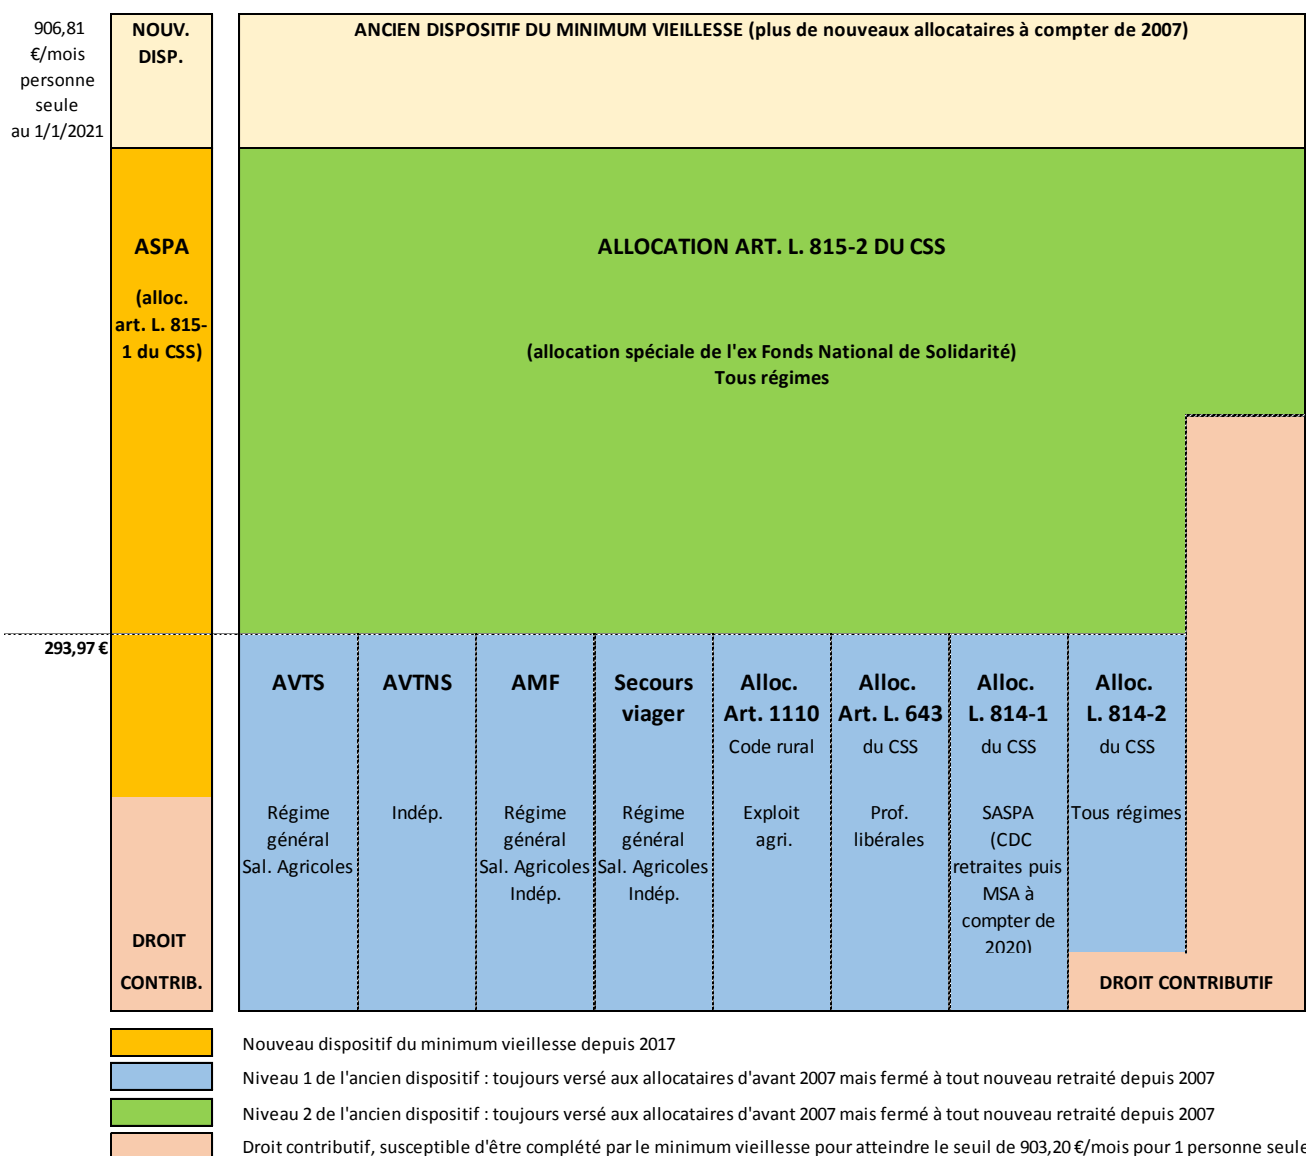 906,81
€/mois
personne
seule
au 1/1/2021
NOUV.
DISP.
ANCIEN DISPOSITIF DU MINIMUM VIEILLESSE (plus de nouveaux allocataires à compter de 2007)
ASPA
(alloc.
art. L. 815-
1 du CSS)
ALLOCATION ART. L. 815-2 DU CSS
(allocation spéciale de l'ex Fonds National de Solidarité)
Tous régimes
293,97 €
AVTS
Régime
général
Sal. Agricoles
AVTNS
Indép.
AMF
Régime
général
Sal. Agricoles
Indép.
Secours
viager
Régime
général
Sal. Agricoles
Indép.
Alloc.
Art. 1110
Code rural
Exploit
agri.
Alloc.
Art. L. 643
du CSS
Prof.
libérales
Alloc.
L. 814-1
du CSS
SASPA
(CDC
retraites puis
MSA à
compter de
2020)
Alloc.
L. 814-2
du CSS
Tous régimes
DROIT
CONTRIB.
DROIT CONTRIBUTIF
Nouveau dispositif du minimum vieillesse depuis 2017
Niveau 1 de l'ancien dispositif : toujours versé aux allocataires d'avant 2007 mais fermé à tout nouveau retraité depuis 2007
Niveau 2 de l'ancien dispositif : toujours versé aux allocataires d'avant 2007 mais fermé à tout nouveau retraité depuis 2007
Droit contributif, susceptible d'être complété par le minimum vieillesse pour atteindre le seuil de 903,20 €/mois pour 1 personne seule